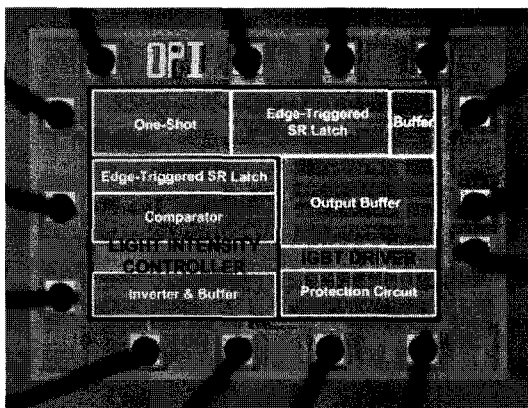 OPI
One-Shot
Edge-Triggered
SR Latch
Buffer
Edge-Triggered SR Latch
Comparator
Output Buffer
LIGHT INTENSITY
CONTROLLER
IGBT DRIVER
Inverter & Buffer
Protection Circuit